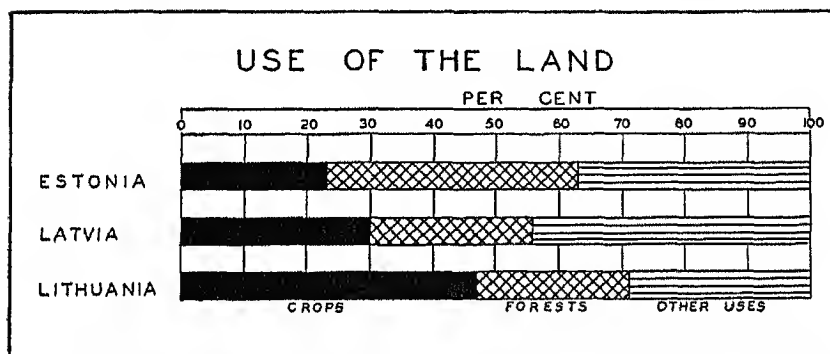 USE OF THE LAND
PER CENT
0 10 20 30 40 50 60 70 80 90 100
ESTONIA
LATVIA
LITHUANIA
CROPS FORESTS OTHER USES